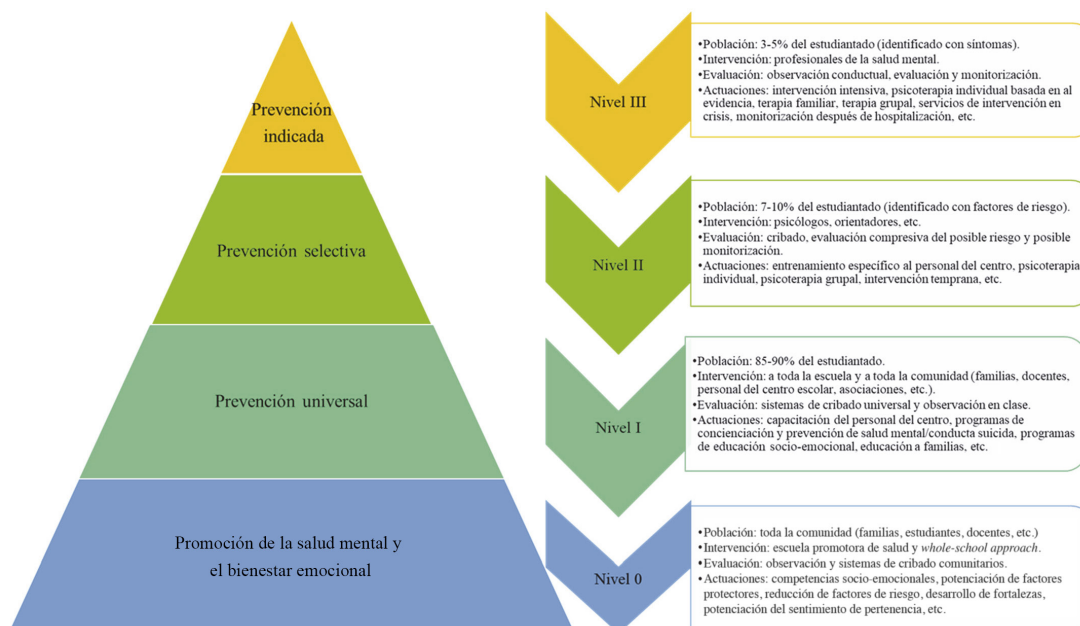 Prevención
indicada
Nivel III
•Población: 3-5% del estudiantado (identificado con síntomas).
•Intervención: profesionales de la salud mental.
•Evaluación: observación conductual, evaluación y monitorización.
•Actuaciones: intervención intensiva, psicoterapia individual basada en al
evidencia, terapia familiar, terapia grupal, servicios de intervención en
crisis, monitorización después de hospitalización, etc.
Prevención selectiva
Nivel II
•Población: 7-10% del estudiantado (identificado con factores de riesgo).
•Intervención: psicólogos, orientadores, etc.
•Evaluación: cribado, evaluación compresiva del posible riesgo y posible
monitorización.
•Actuaciones: entrenamiento específico al personal del centro, psicoterapia
individual, psicoterapia grupal, intervención temprana, etc.
Prevención universal
Nivel I
•Población: 85-90% del estudiantado.
•Intervención: a toda la escuela y a toda la comunidad (familias, docentes,
personal del centro escolar, asociaciones, etc.).
•Evaluación: sistemas de cribado universal y observación en clase.
•Actuaciones: capacitación del personal del centro, programas de
concienciación y prevención de salud mental/conducta suicida, programas
de educación socio-emocional, educación a familias, etc.
Promoción de la salud mental y
el bienestar emocional
Nivel 0
•Población: toda la comunidad (familias, estudiantes, docentes, etc.)
•Intervención: escuela promotora de salud y whole-school approach.
•Evaluación: observación y sistemas de cribado comunitarios.
•Actuaciones: competencias socio-emocionales, potenciación de factores
protectores, reducción de factores de riesgo, desarrollo de fortalezas,
potenciación del sentimiento de pertenencia, etc.